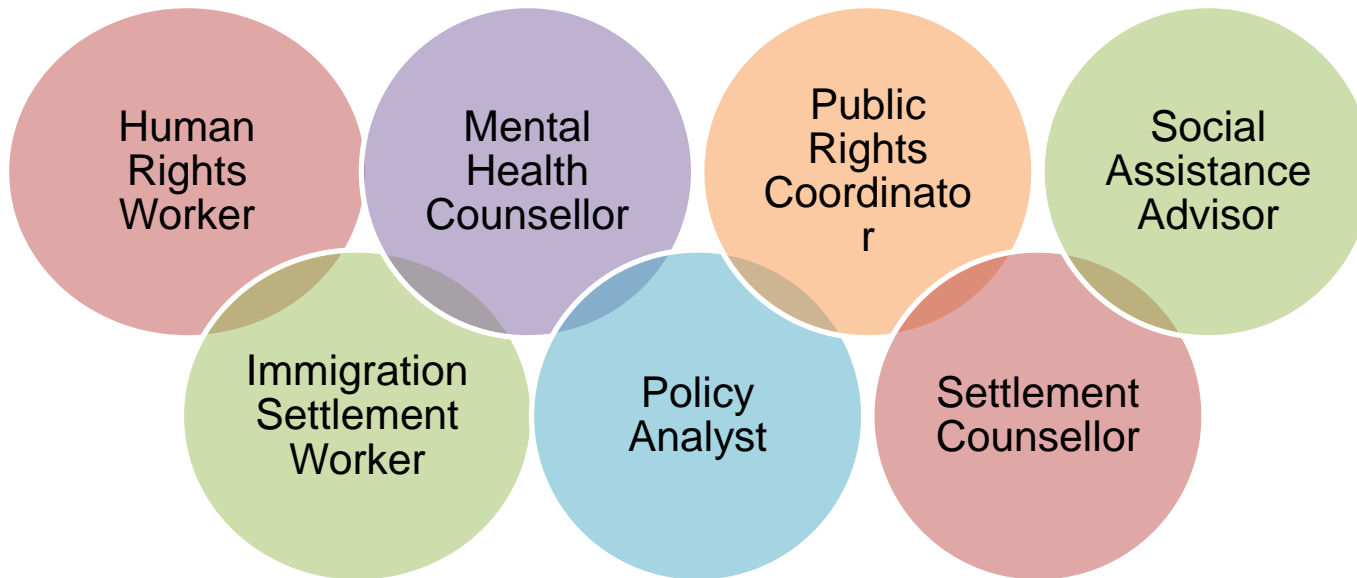 Human
Rights
Worker
Immigration
Settlement
Worker
Mental
Health
Counsellor
Policy
Analyst
Public
Rights
Coordinato
r
Settlement
Counsellor
Social
Assistance
Advisor